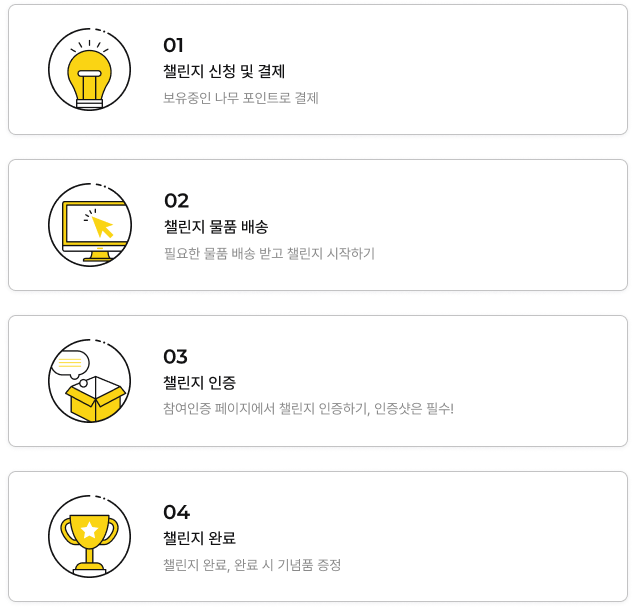 01
챌린지 신청 및 결제
보유중인 나무 포인트로 결제
02
챌린지 물품 배송
필요한 물품 배송 받고 챌린지 시작하기
03
챌린지 인증
참여인증 페이지에서 챌린지 인증하기, 인증샷은 필수!
04
챌린지 완료
챌린지 완료, 완료 시 기념품 증정